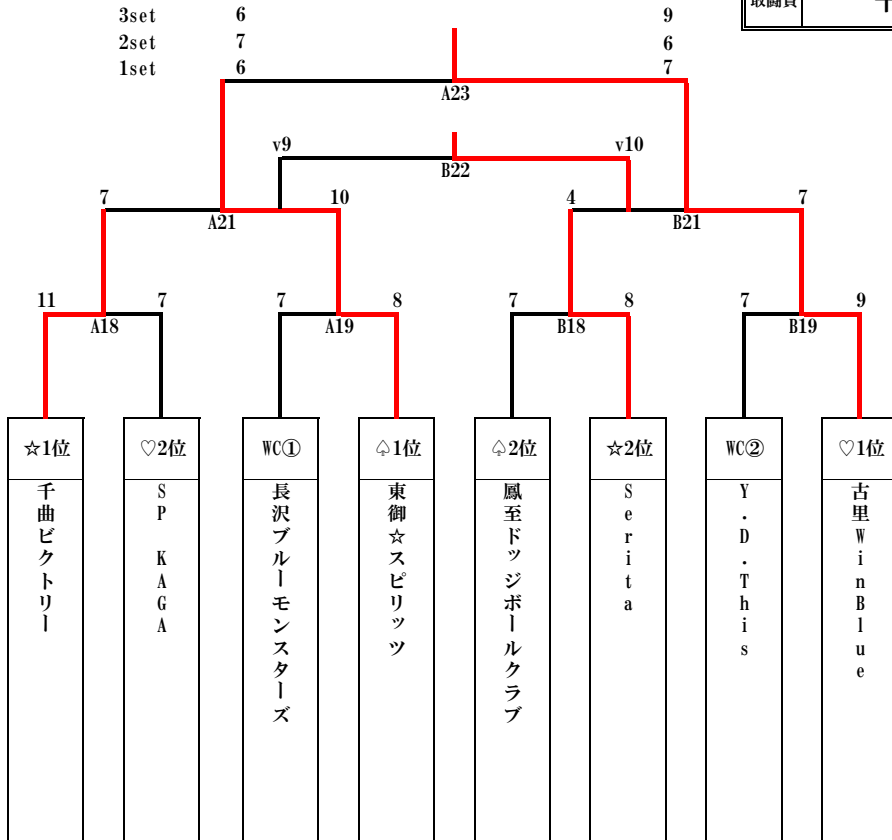 敢闘賞
3set 6 9
2set 7 6
1set 6 7
A23
v9 v10
B22
7 10 4 7
A21 B21
11 7 7 8 7 8 7 9
A18 A19 B18 B19
☆1位 ♡2位 WC① ♤1位 ♤2位 ☆2位 WC② ♡1位
千曲ビクトリー
SP KAGA
長沢ブルーモンスターズ
東御☆スピリッツ
鳳至ドッジボールクラブ
Serita
Y.D.This
古里WinBlue